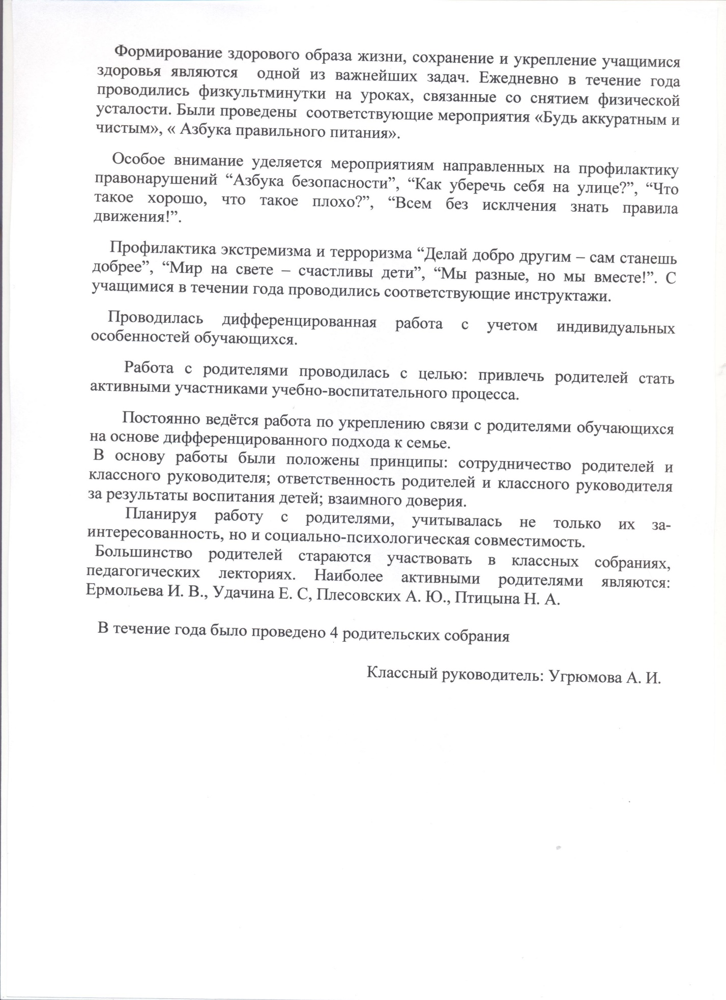 Формирование здорового образа жизни, сохранение и укрепление учащимися
здоровья являются одной из важнейших задач. Ежедневно в течение года
проводились физкультминутки на уроках, связанные со снятием физической
усталости. Были проведены соответствующие мероприятия «Будь аккуратным и
чистым», « Азбука правильного питания».
Особое внимание уделяется мероприятиям направленных на профилактику
правонарушений “Азбука безопасности”, “Как уберечь себя на улице?”, “Что
такое хорошо, что такое плохо?”, “Всем без исклчения знать правила
движения!”.
Профилактика экстремизма и терроризма “Делай добро другим – сам станешь
добрее”, “Мир на свете – счастливы дети”, “Мы разные, но мы вместе!”. С
учащимися в течении года проводились соответствующие инструктажи.
Проводилась дифференцированная работа с учетом индивидуальных
особенностей обучающихся.
Работа с родителями проводилась с целью: привлечь родителей стать
активными участниками учебно-воспитательного процесса.
Постоянно ведётся работа по укреплению связи с родителями обучающихся
на основе дифференцированного подхода к семье.
В основу работы были положены принципы: сотрудничество родителей и
классного руководителя; ответственность родителей и классного руководителя
за результаты воспитания детей; взаимного доверия.
Планируя работу с родителями, учитывалась не только их за-
интересованность, но и социально-психологическая совместимость.
Большинство родителей стараются участвовать в классных собраниях,
педагогических лекториях. Наиболее активными родителями являются:
Ермольева И. В., Удачина Е. С, Плесовских А. Ю., Птицына Н. А.
В течение года было проведено 4 родительских собрания
Классный руководитель: Угрюмова А. И.